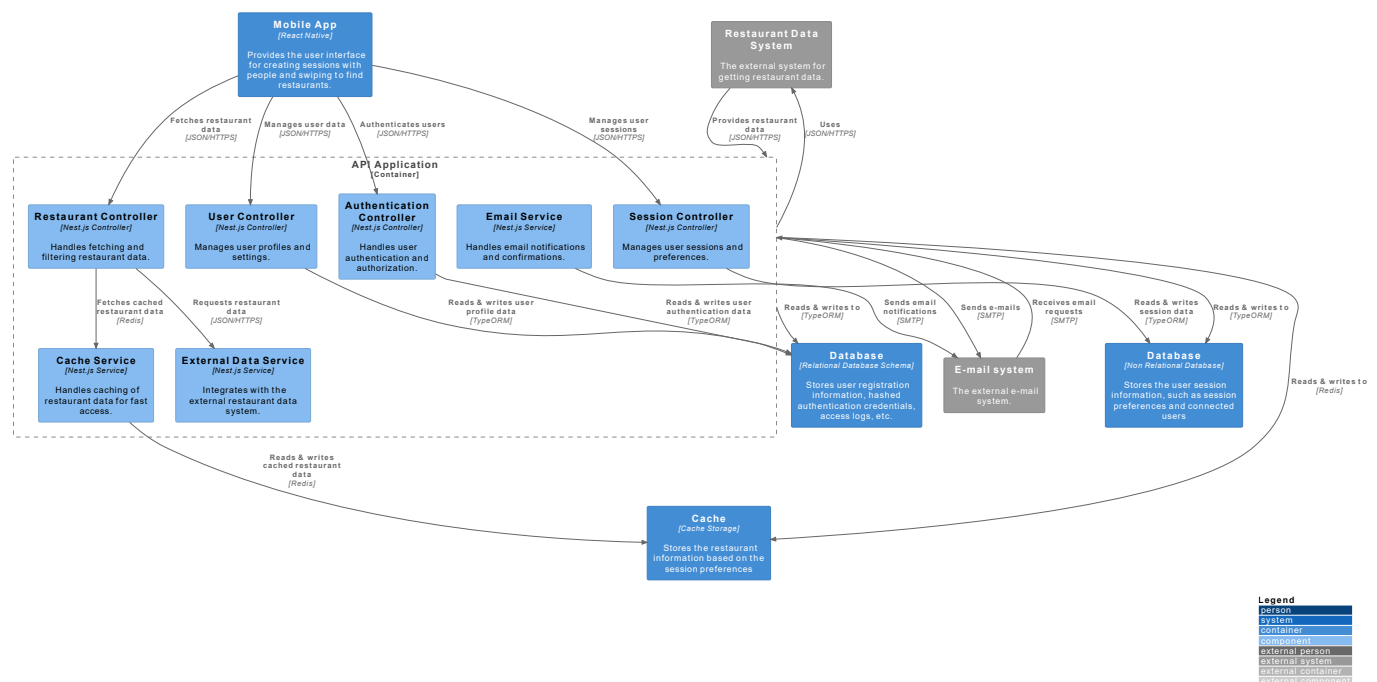 Mobile App
[React Native]
Provides the user interface
for creating sessions with
people and swiping to find
restaurants.
Restaurant Data
System
The external system for
getting restaurant data.
Fetches restaurant
data
[JSON/HTTPS]
Manages user data
[JSON/HTTPS]
Authenticates users
[JSON/HTTPS]
Manages user
sessions
[JSON/HTTPS]
Provides restaurant
data
[JSON/HTTPS]
Uses
[JSON/HTTPS]
API Application
[Container]
Restaurant Controller
[Nest.js Controller]
Handles fetching and
filtering restaurant data.
User Controller
[Nest.js Controller]
Manages user profiles and
settings.
Authentication
Controller
[Nest.js Controller]
Handles user
authentication and
authorization.
Email Service
[Nest.js Service]
Handles email notifications
and confirmations.
Session Controller
[Nest.js Controller]
Manages user sessions and
preferences.
Fetches cached
restaurant data
[Redis]
Requests restaurant
data
[JSON/HTTPS]
Reads & writes user
profile data
[TypeORM]
Reads & writes user
authentication data
[TypeORM]
Reads & writes to
[TypeORM]
Sends email
notifications
[SMTP]
Sends e-mails
[SMTP]
Receives email
requests
[SMTP]
Reads & writes
session data
[TypeORM]
Reads & writes to
[TypeORM]
Reads & writes to
[Redis]
Cache Service
[Nest.js Service]
Handles caching of
restaurant data for fast
access.
External Data Service
[Nest.js Service]
Integrates with the
external restaurant data
system.
Database
[Relational Database Schema]
Stores user registration
information, hashed
authentication credentials,
access logs, etc.
E-mail system
The external e-mail
system.
Database
[Non Relational Database]
Stores the user session
information, such as session
preferences and connected
users
Reads & writes
cached restaurant
data
[Redis]
Cache
[Cache Storage]
Stores the restaurant
information based on the
session preferences
Legend
person
system
container
component
external person
external system
external container
external component